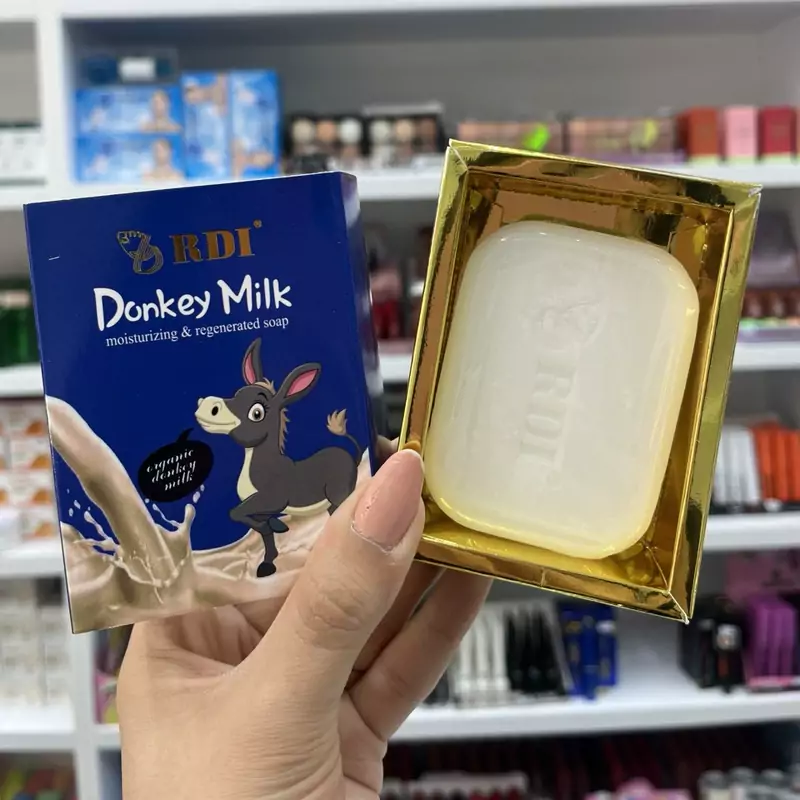 RDI
Donkey Milk
moisturizing & regenerated soap
organic
donkey
milk
RDI